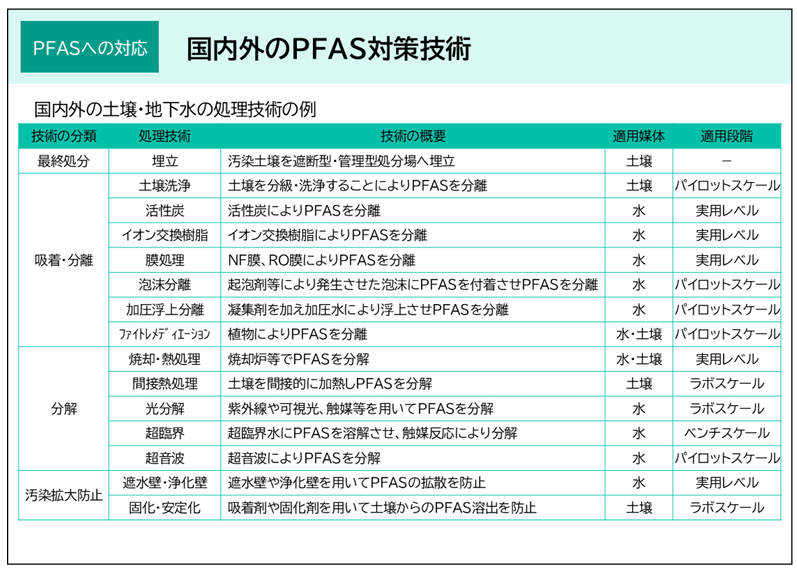 PFASへの対応
国内外のPFAS対策技術
国内外の土壌・地下水の処理技術の例
技術の分類 処理技術 技術の概要 適用媒体 適用段階
最終処分 埋立 汚染土壌を遮断型・管理型処分場へ埋立 土壌 －
吸着・分離 土壌洗浄 土壌を分級・洗浄することによりPFASを分離 土壌 パイロットスケール
活性炭 活性炭によりPFASを分離 水 実用レベル
イオン交換樹脂 イオン交換樹脂によりPFASを分離 水 実用レベル
膜処理 NF膜、RO膜によりPFASを分離 水 実用レベル
泡沫分離 起泡剤等により発生させた泡沫にPFASを付着させPFASを分離 水 パイロットスケール
加圧浮上分離 凝集剤を加え加圧水により浮上させPFASを分離 水 パイロットスケール
ﾌｧｲﾄﾚﾒﾃﾞｨｴｰｼｮﾝ 植物によりPFASを分離 水・土壌 パイロットスケール
分解 焼却・熱処理 焼却炉等でPFASを分解 水・土壌 実用レベル
間接熱処理 土壌を間接的に加熱しPFASを分解 土壌 ラボスケール
光分解 紫外線や可視光、触媒等を用いてPFASを分解 水 ラボスケール
超臨界 超臨界水にPFASを溶解させ、触媒反応により分解 水 ベンチスケール
超音波 超音波によりPFASを分解 水 パイロットスケール
汚染拡大防止 遮水壁・浄化壁 遮水壁や浄化壁を用いてPFASの拡散を防止 水 実用レベル
固化・安定化 吸着剤や固化剤を用いて土壌からのPFAS溶出を防止 土壌 ラボスケール